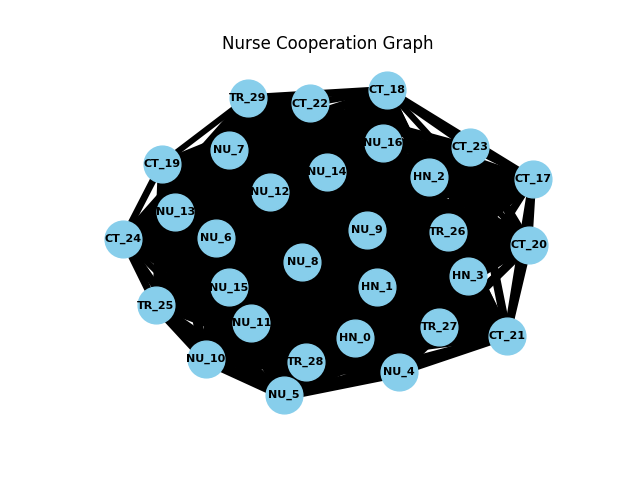 Nurse Cooperation Graph
CT_18
TR_29
CT_22
NU_16
CT_23
NU_7
CT_19
NU_14
HN_2
CT_17
NU_12
NU_13
NU_9
TR_26
NU_6
CT_24
CT_20
NU_8
HN_3
NU_15
HN_1
TR_25
NU_11
TR_27
CT_21
HN_0
NU_10
TR_28
NU_4
NU_5